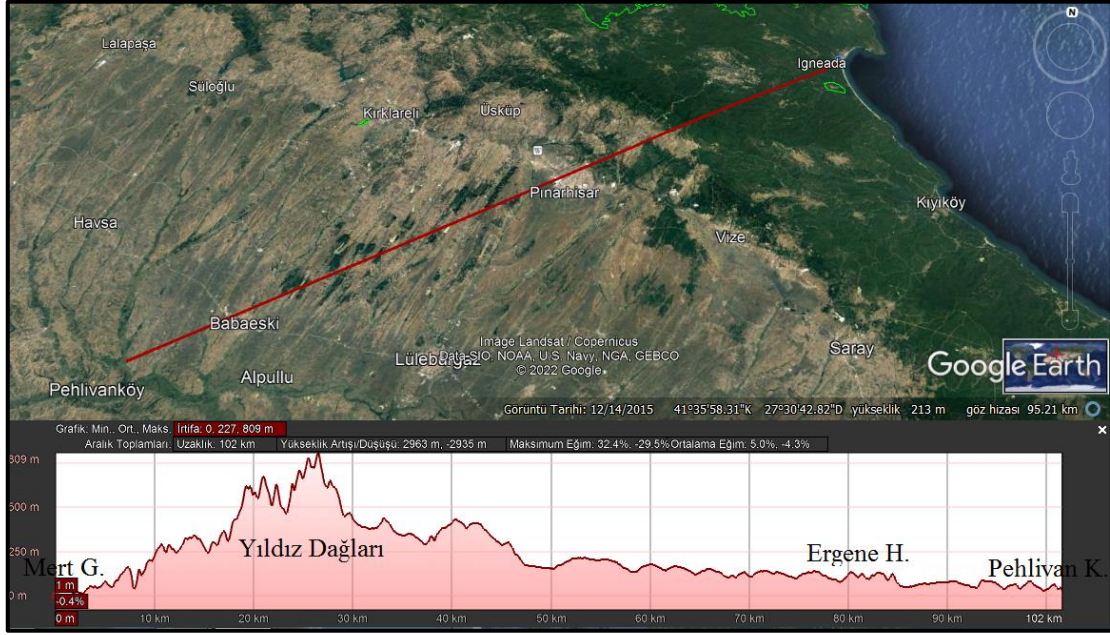 N
Lalapaşa
Igneada
Süloğlu
Kırklareli
Üsküp
Pınarhisar
Kıyıköy
Havsa
Vize
Babaeski
Image Landsat / Copernicus
Data SIO, NOAA, U.S. Navy, NGA, GEBCO
© 2022 Google
Lüleburgaz
Saray
Google Earth
Alpullu
Pehlivanköy
Görüntü Tarihi: 12/14/2015 41°35'58.31"K 27°30'42.82"D yükseklik 213 m göz hizası 95.21 km
Grafik: Min., Ort., Maks. İrtifa: 0, 227, 809 m
Aralık Toplamları: Uzaklık: 102 km Yükseklik Artışı/Düşüşü: 2963 m, -2935 m Maksimum Eğim: 32.4%, -29.5% Ortalama Eğim: 5.0%, -4.3%
809 m
500 m
250 m
Yıldız Dağları
Ergene H.
Mert G.
Pehlivan K.
1 m
0 m
-0.4%
0 m 10 km 20 km 30 km 40 km 50 km 60 km 70 km 80 km 90 km 102 km